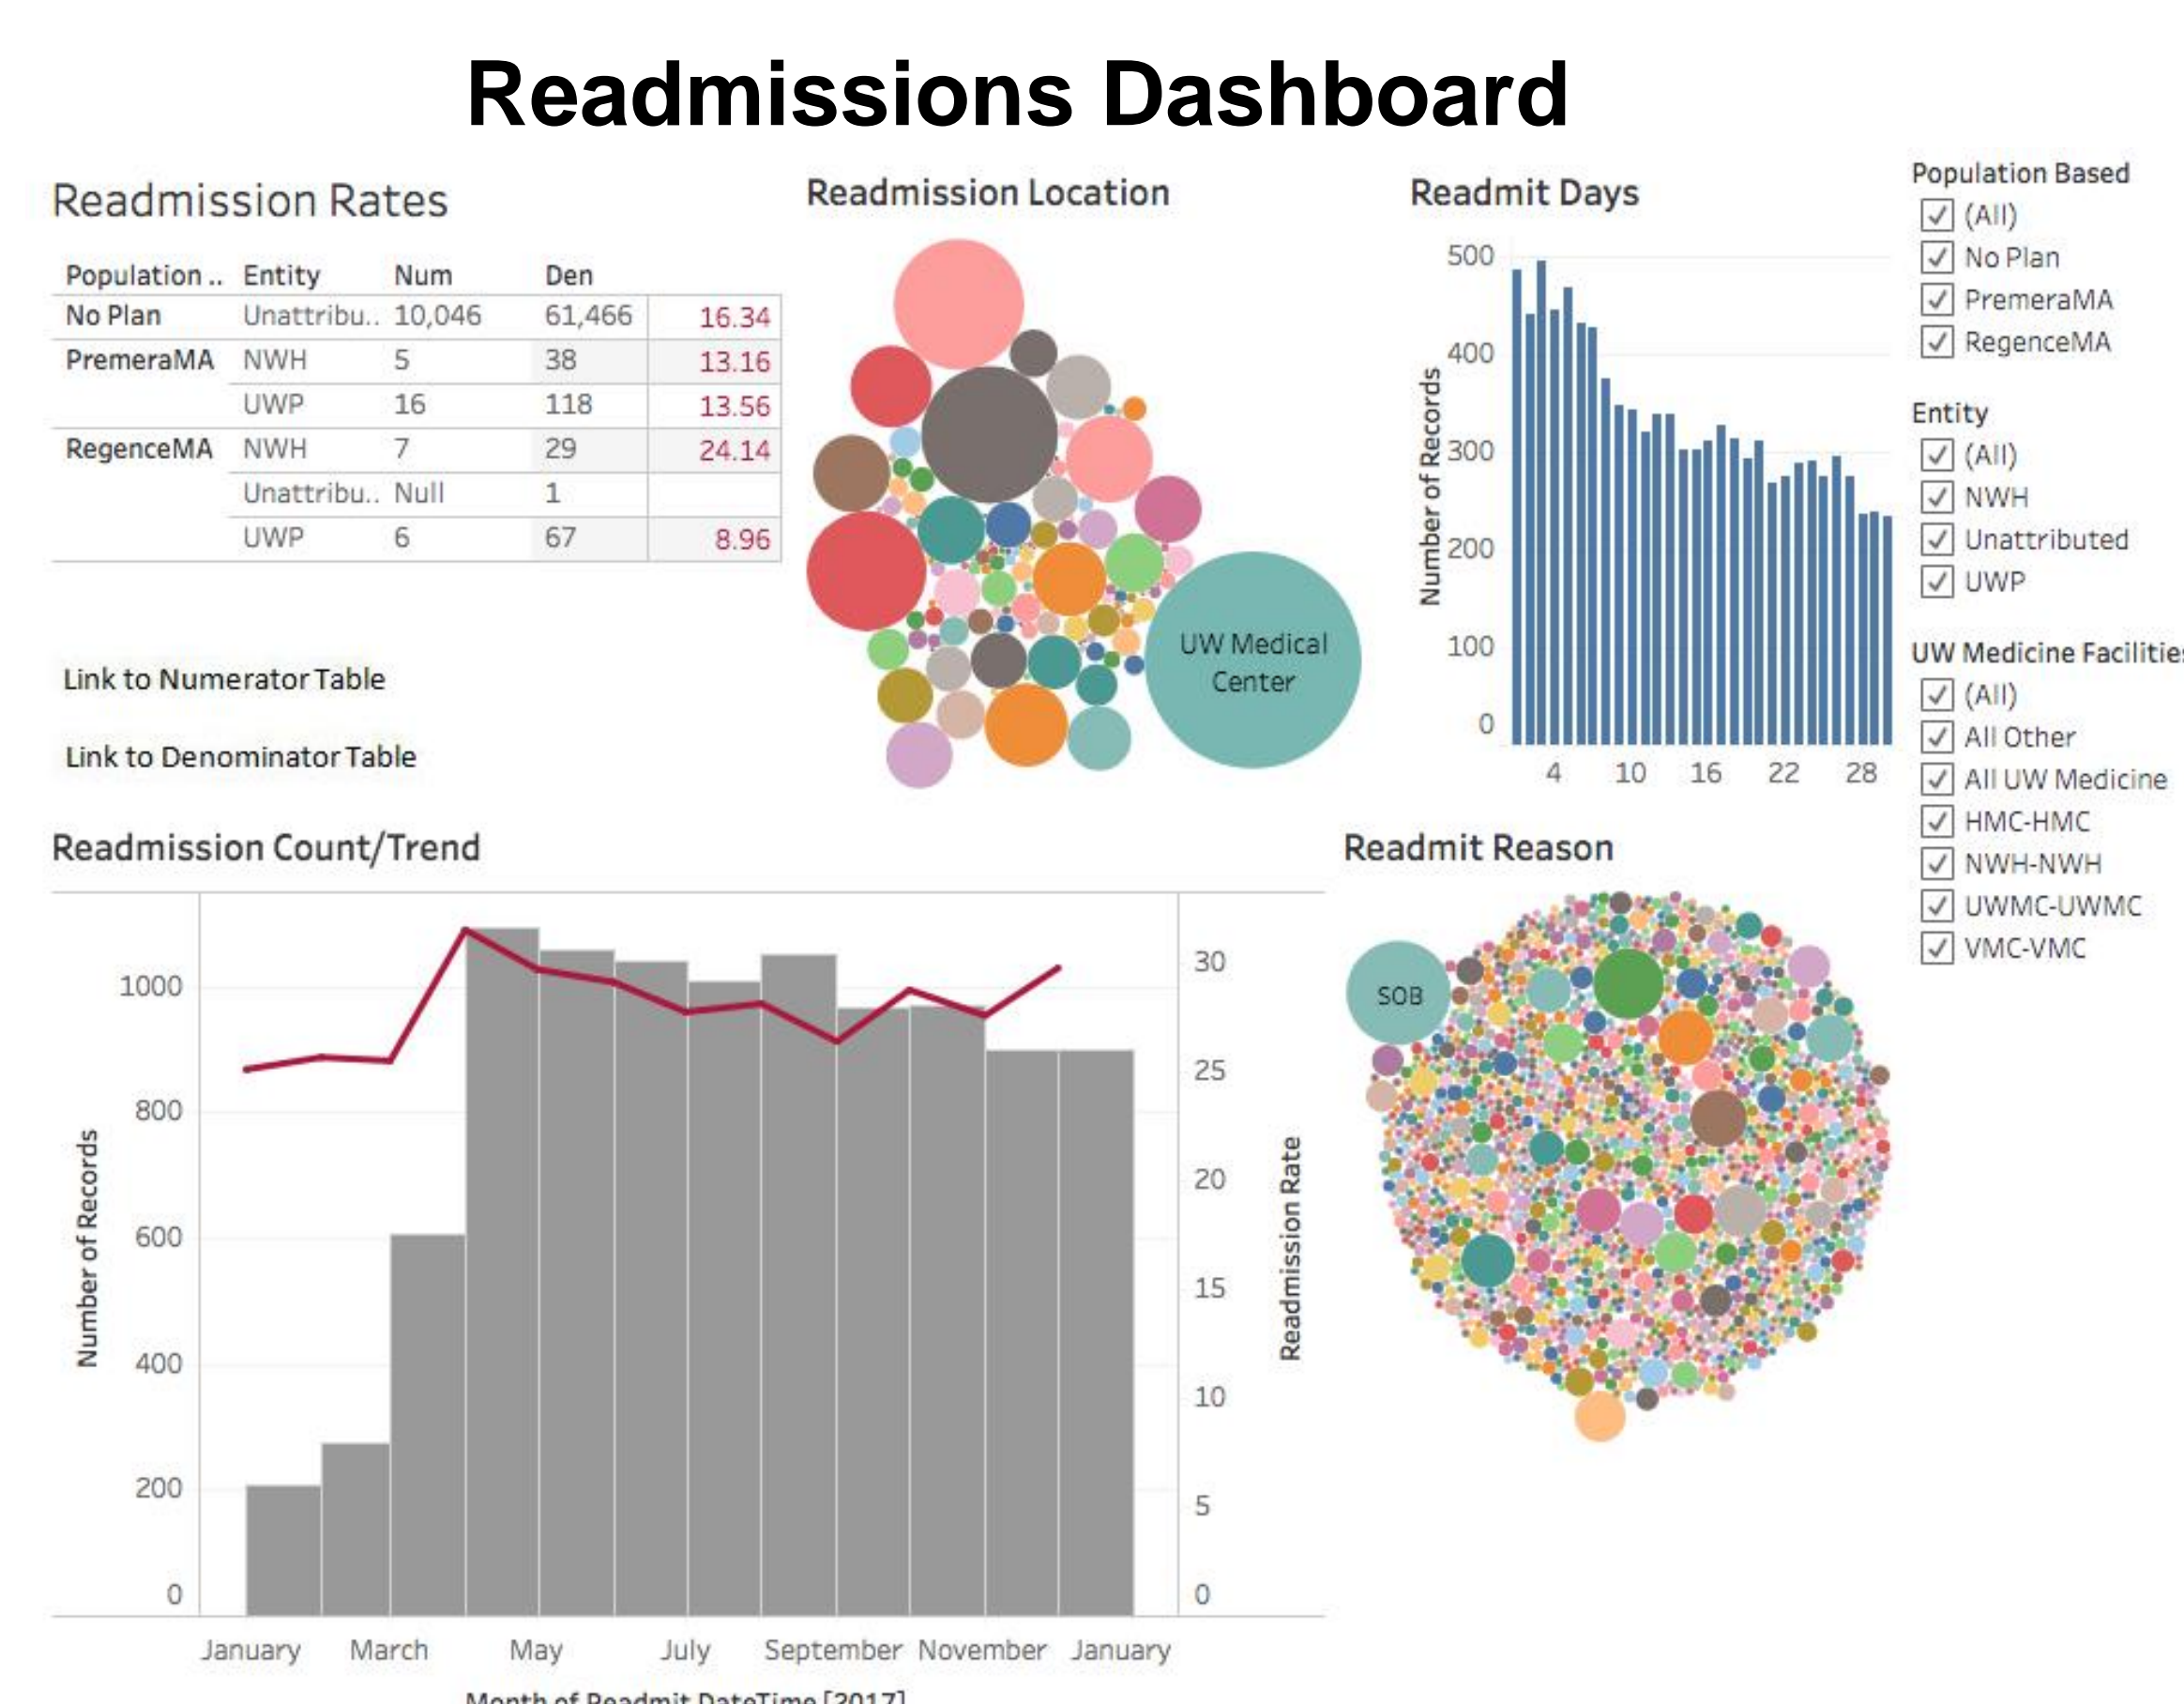 Readmissions Dashboard
Readmission Rates
Population .. Entity Num Den
No Plan Unattribu.. 10,046 61,466 16.34
PremeraMA NWH 5 38 13.16
UWP 16 118 13.56
RegenceMA NWH 7 29 24.14
Unattribu.. Null 1
UWP 6 67 8.96
Link to Numerator Table
Link to Denominator Table
Readmission Location
UW Medical
Center
Readmit Days
Number of Records
500
400
300
200
100
0
4 10 16 22 28
Population Based
(All)
No Plan
PremeraMA
RegenceMA
Entity
(All)
NWH
Unattributed
UWP
UW Medicine Facilities
(All)
All Other
All UW Medicine
HMC-HMC
NWH-NWH
UWMC-UWMC
VMC-VMC
Readmission Count/Trend
Number of Records
1000
800
600
400
200
0
30
25
20
15
10
5
0
Readmission Rate
January March May July September November January
Month of Readmit DateTime [2017]
Readmit Reason
SOB